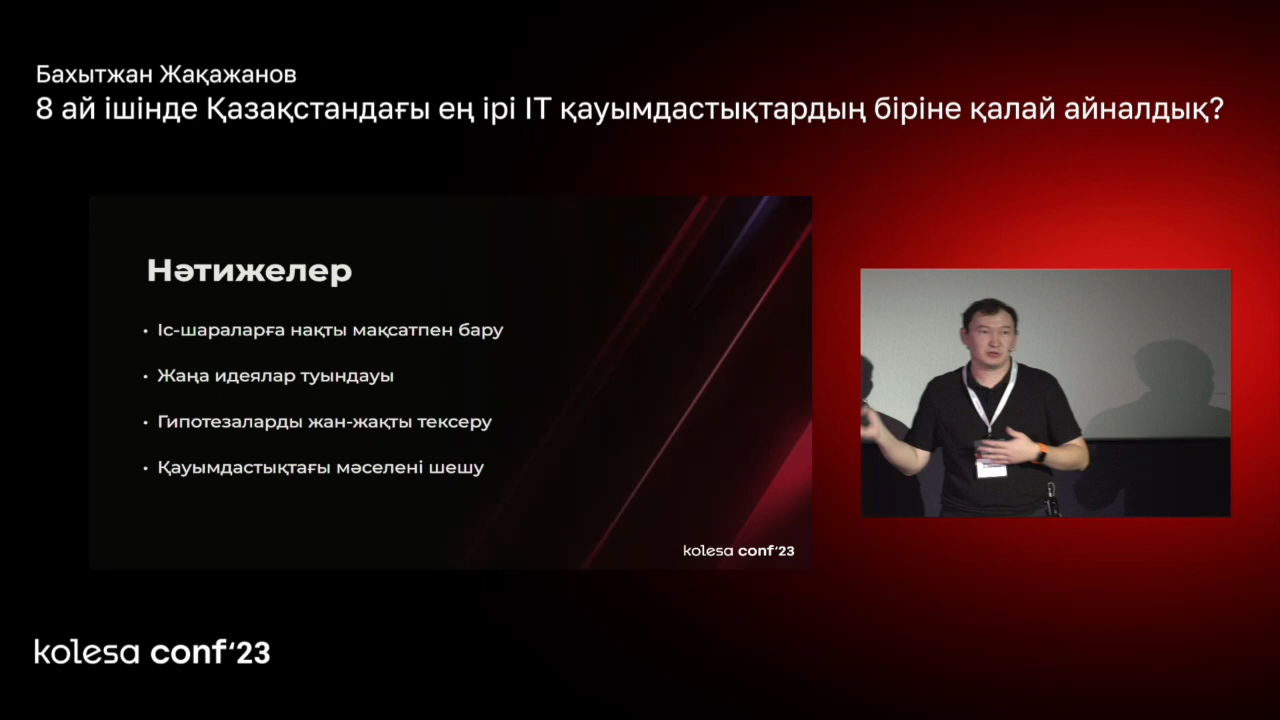 Бахытжан Жақажанов
8 ай ішінде Қазақстандағы ең ірі IT қауымдастықтардың біріне қалай айналдық?
Нәтижелер
• Іс-шараларға нақты мақсатпен бару
• Жаңа идеялар туындауы
• Гипотезаларды жан-жақты тексеру
• Қауымдастықтағы мәселені шешу
kolesa conf'23
kolesa conf'23